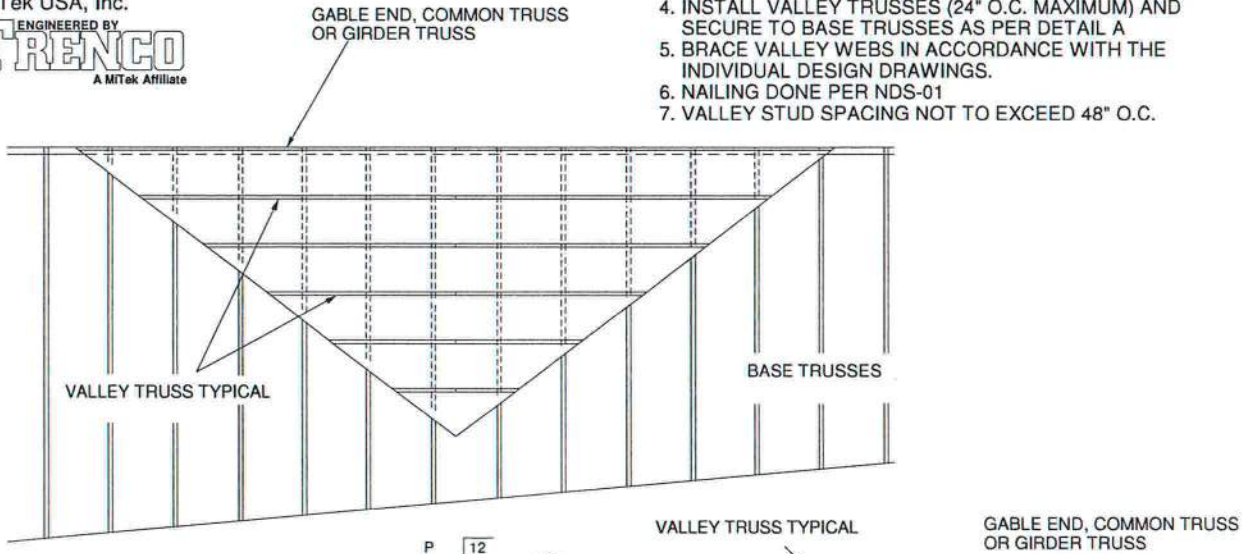 Tek USA, Inc.
ENGINEERED BY
TRENCO
A MiTek Affiliate
GABLE END, COMMON TRUSS
OR GIRDER TRUSS
4. INSTALL VALLEY TRUSSES (24" O.C. MAXIMUM) AND
SECURE TO BASE TRUSSES AS PER DETAIL A
5. BRACE VALLEY WEBS IN ACCORDANCE WITH THE
INDIVIDUAL DESIGN DRAWINGS.
6. NAILING DONE PER NDS-01
7. VALLEY STUD SPACING NOT TO EXCEED 48" O.C.
VALLEY TRUSS TYPICAL
BASE TRUSSES
P 12
VALLEY TRUSS TYPICAL
GABLE END, COMMON TRUSS
OR GIRDER TRUSS